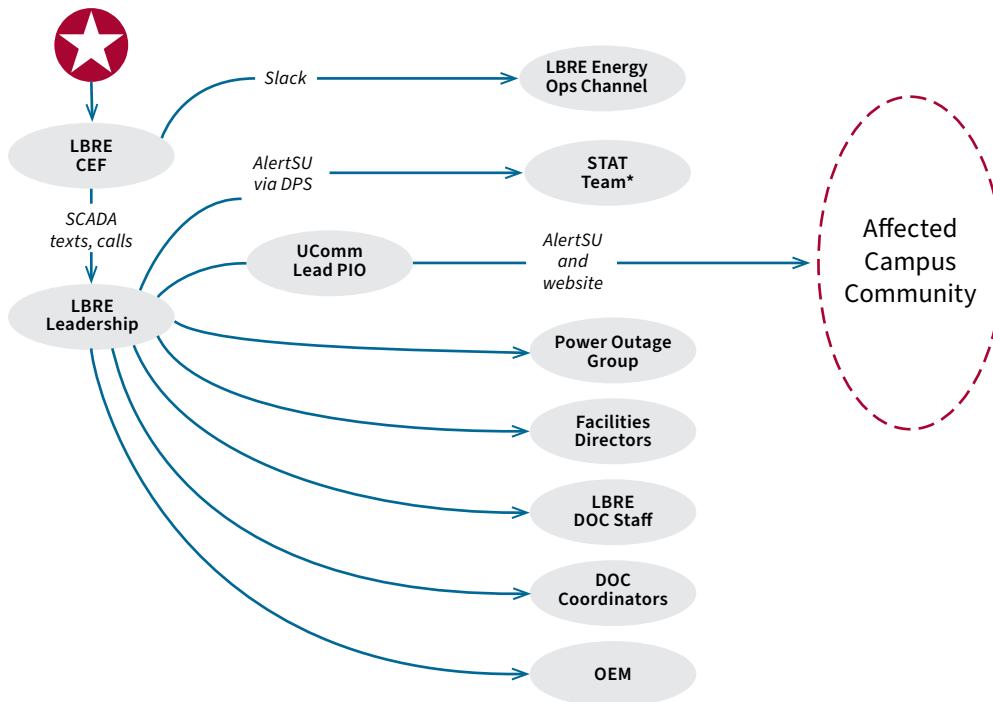 Slack
LBRE Energy
Ops Channel
LBRE
CEF
AlertSU
via DPS
STAT
Team*
SCADA
texts, calls
UComm
Lead PIO
AlertSU
and
website
Affected
Campus
Community
LBRE
Leadership
Power Outage
Group
Facilities
Directors
LBRE
DOC Staff
DOC
Coordinators
OEM